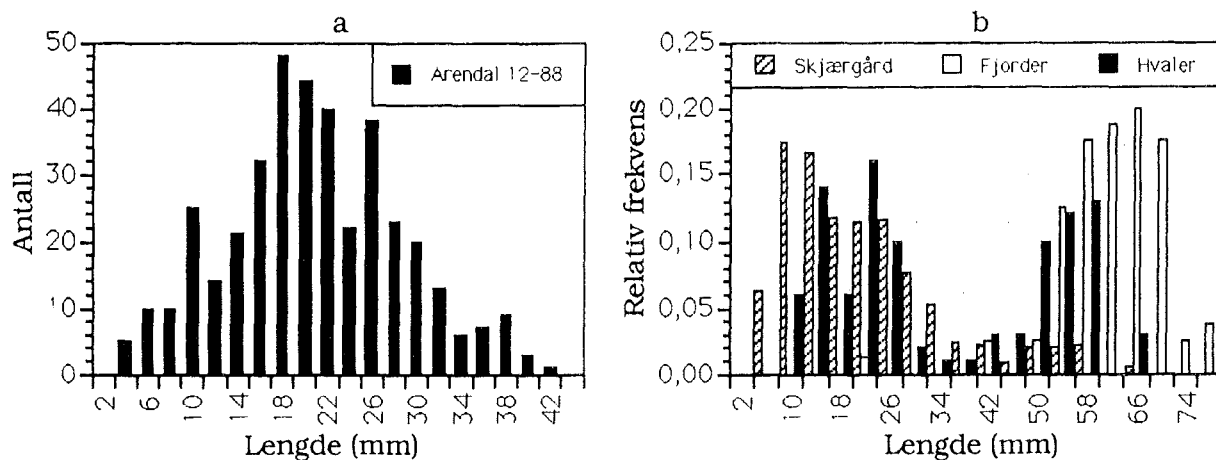 a
50
40
30
20
10
0
Antall
Arendal 12-88
2 6 10 14 18 22 26 30 34 38 42
Lengde (mm)
b
0,25
0,20
0,15
0,10
0,05
0,00
Relativ frekvens
Skjærgård Fjorder Hvaler
2 10 18 26 34 42 50 58 66 74
Lengde (mm)